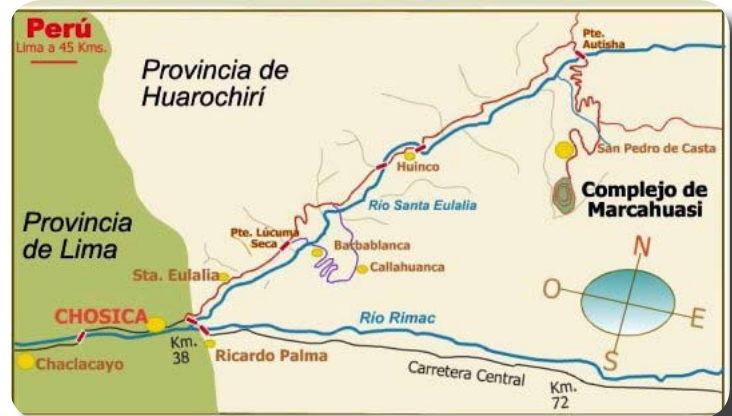 Perú
Lima a 45 Kms.
Provincia de
Huarochirí
Pte.
Autisha
San Pedro de Casta
Huinco
Complejo de
Marcahuasi
Río Santa Eulalia
Provincia
de Lima
Pte. Lúcuma
Seca
Barbablanca
Callahuanca
Sta. Eulalia
N
O
E
S
CHOSICA
Río Rimac
Km.
38
Ricardo Palma
Chaclacayo
Carretera Central
Km.
72